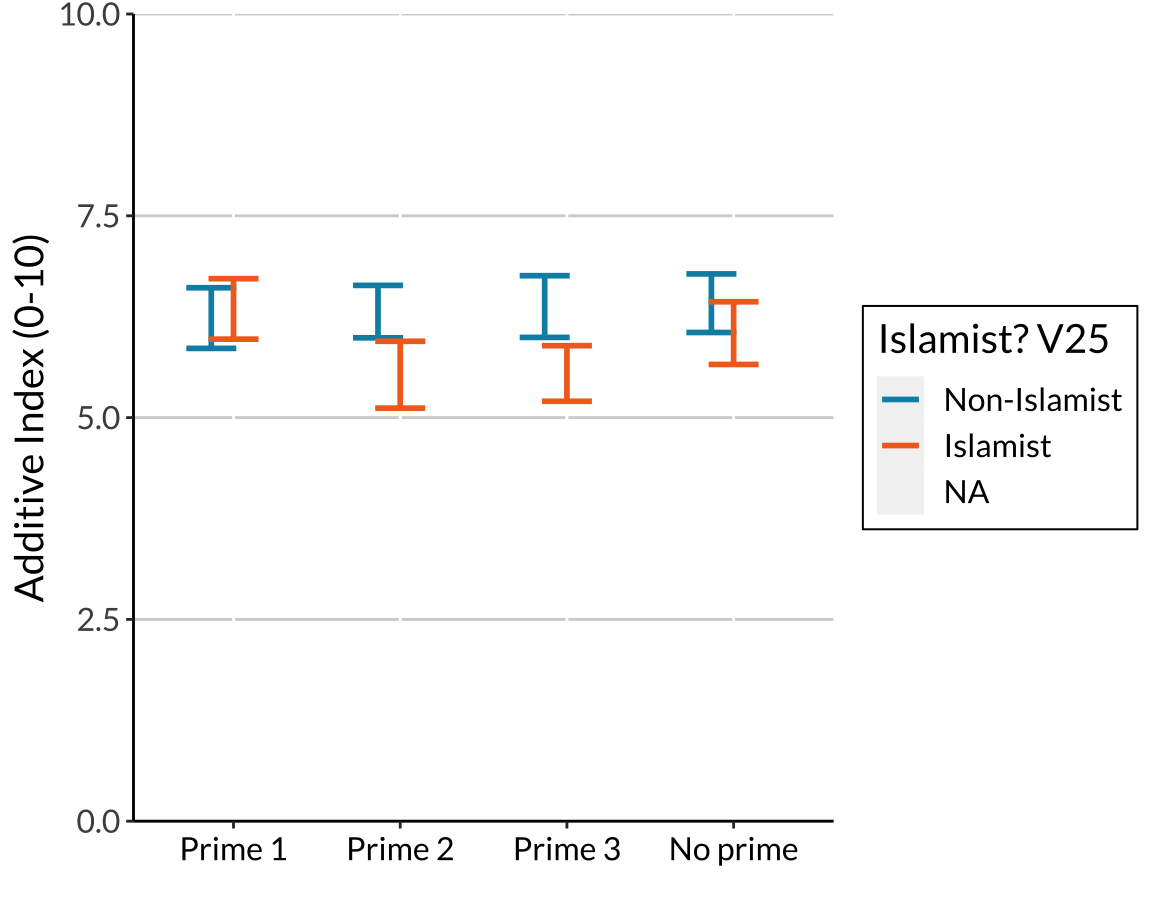 10.0
7.5
5.0
2.5
0.0
Additive Index (0-10)
Prime 1
Prime 2
Prime 3
No prime
Islamist? V25
Non-Islamist
Islamist
NA